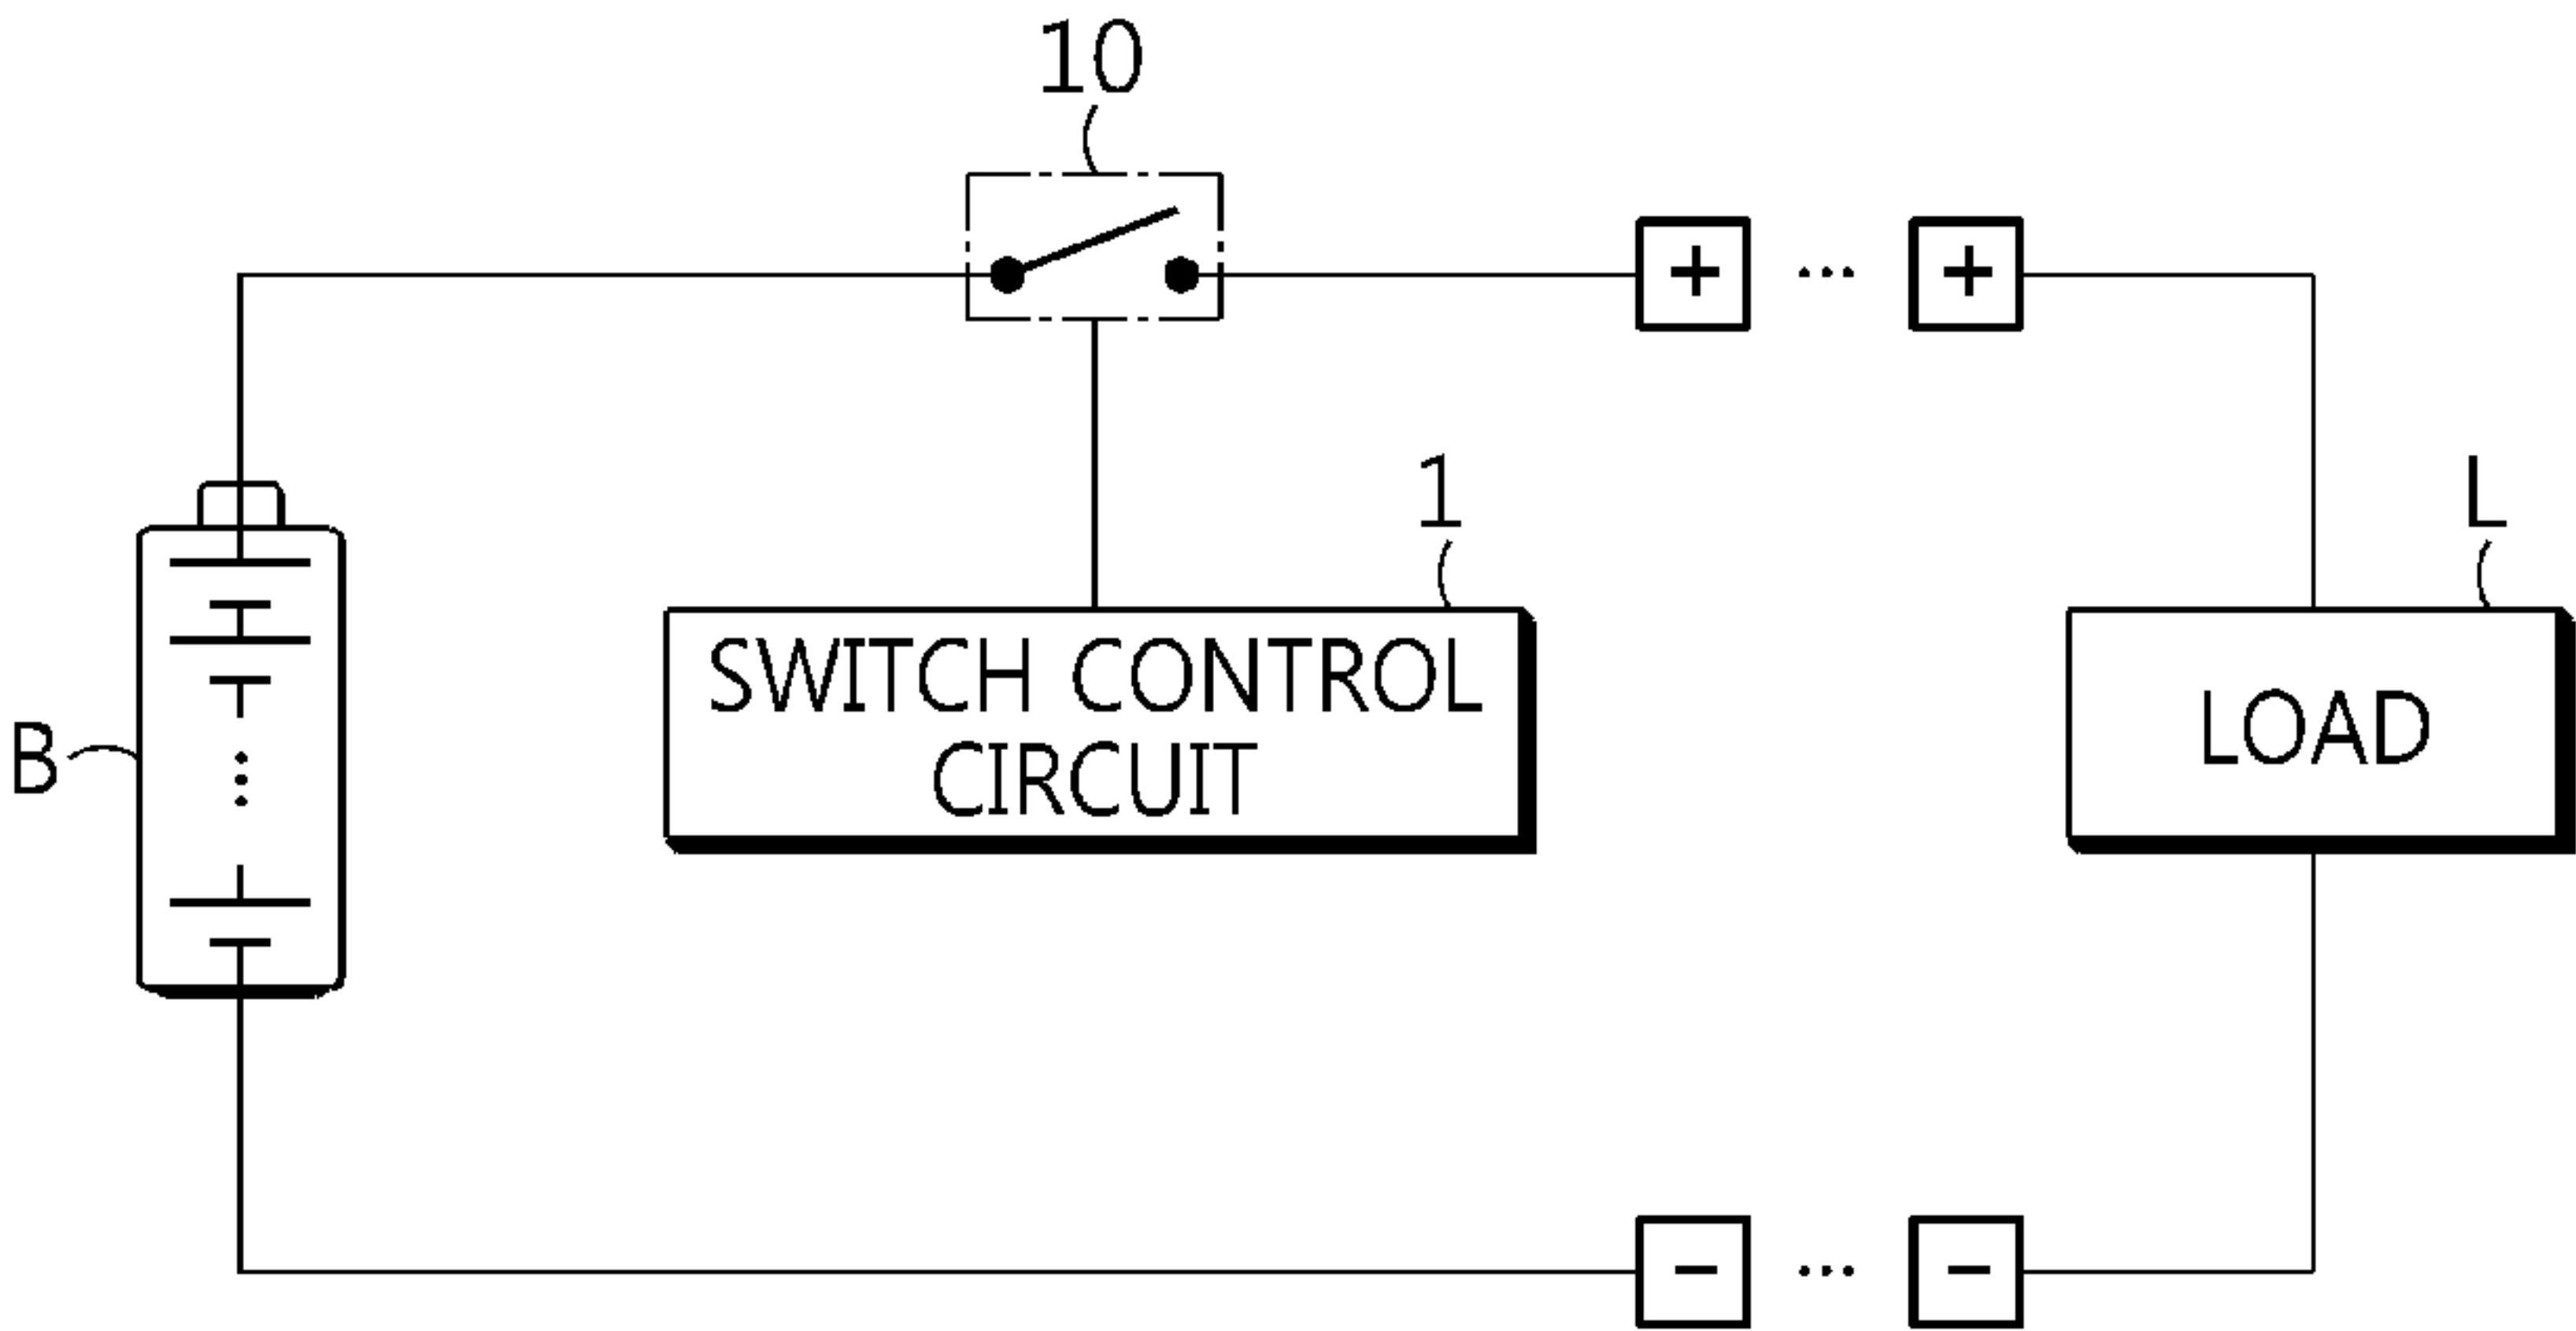 10
+ ... +
1
L
SWITCH CONTROL
CIRCUIT
LOAD
B
− ... −